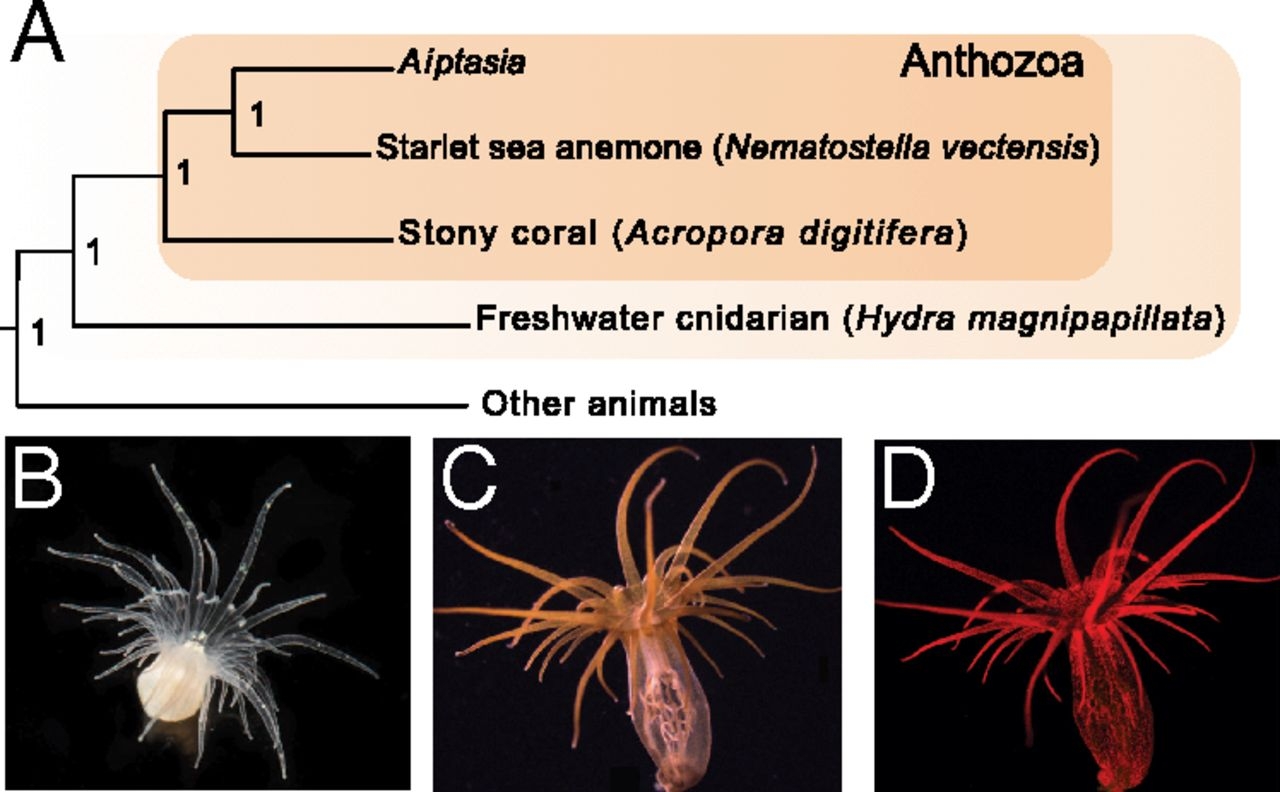 A
Aiptasia
Anthozoa
1
Starlet sea anemone (Nematostella vectensis)
1
Stony coral (Acropora digitifera)
1
Freshwater cnidarian (Hydra magnipapillata)
1
Other animals
B
C
D